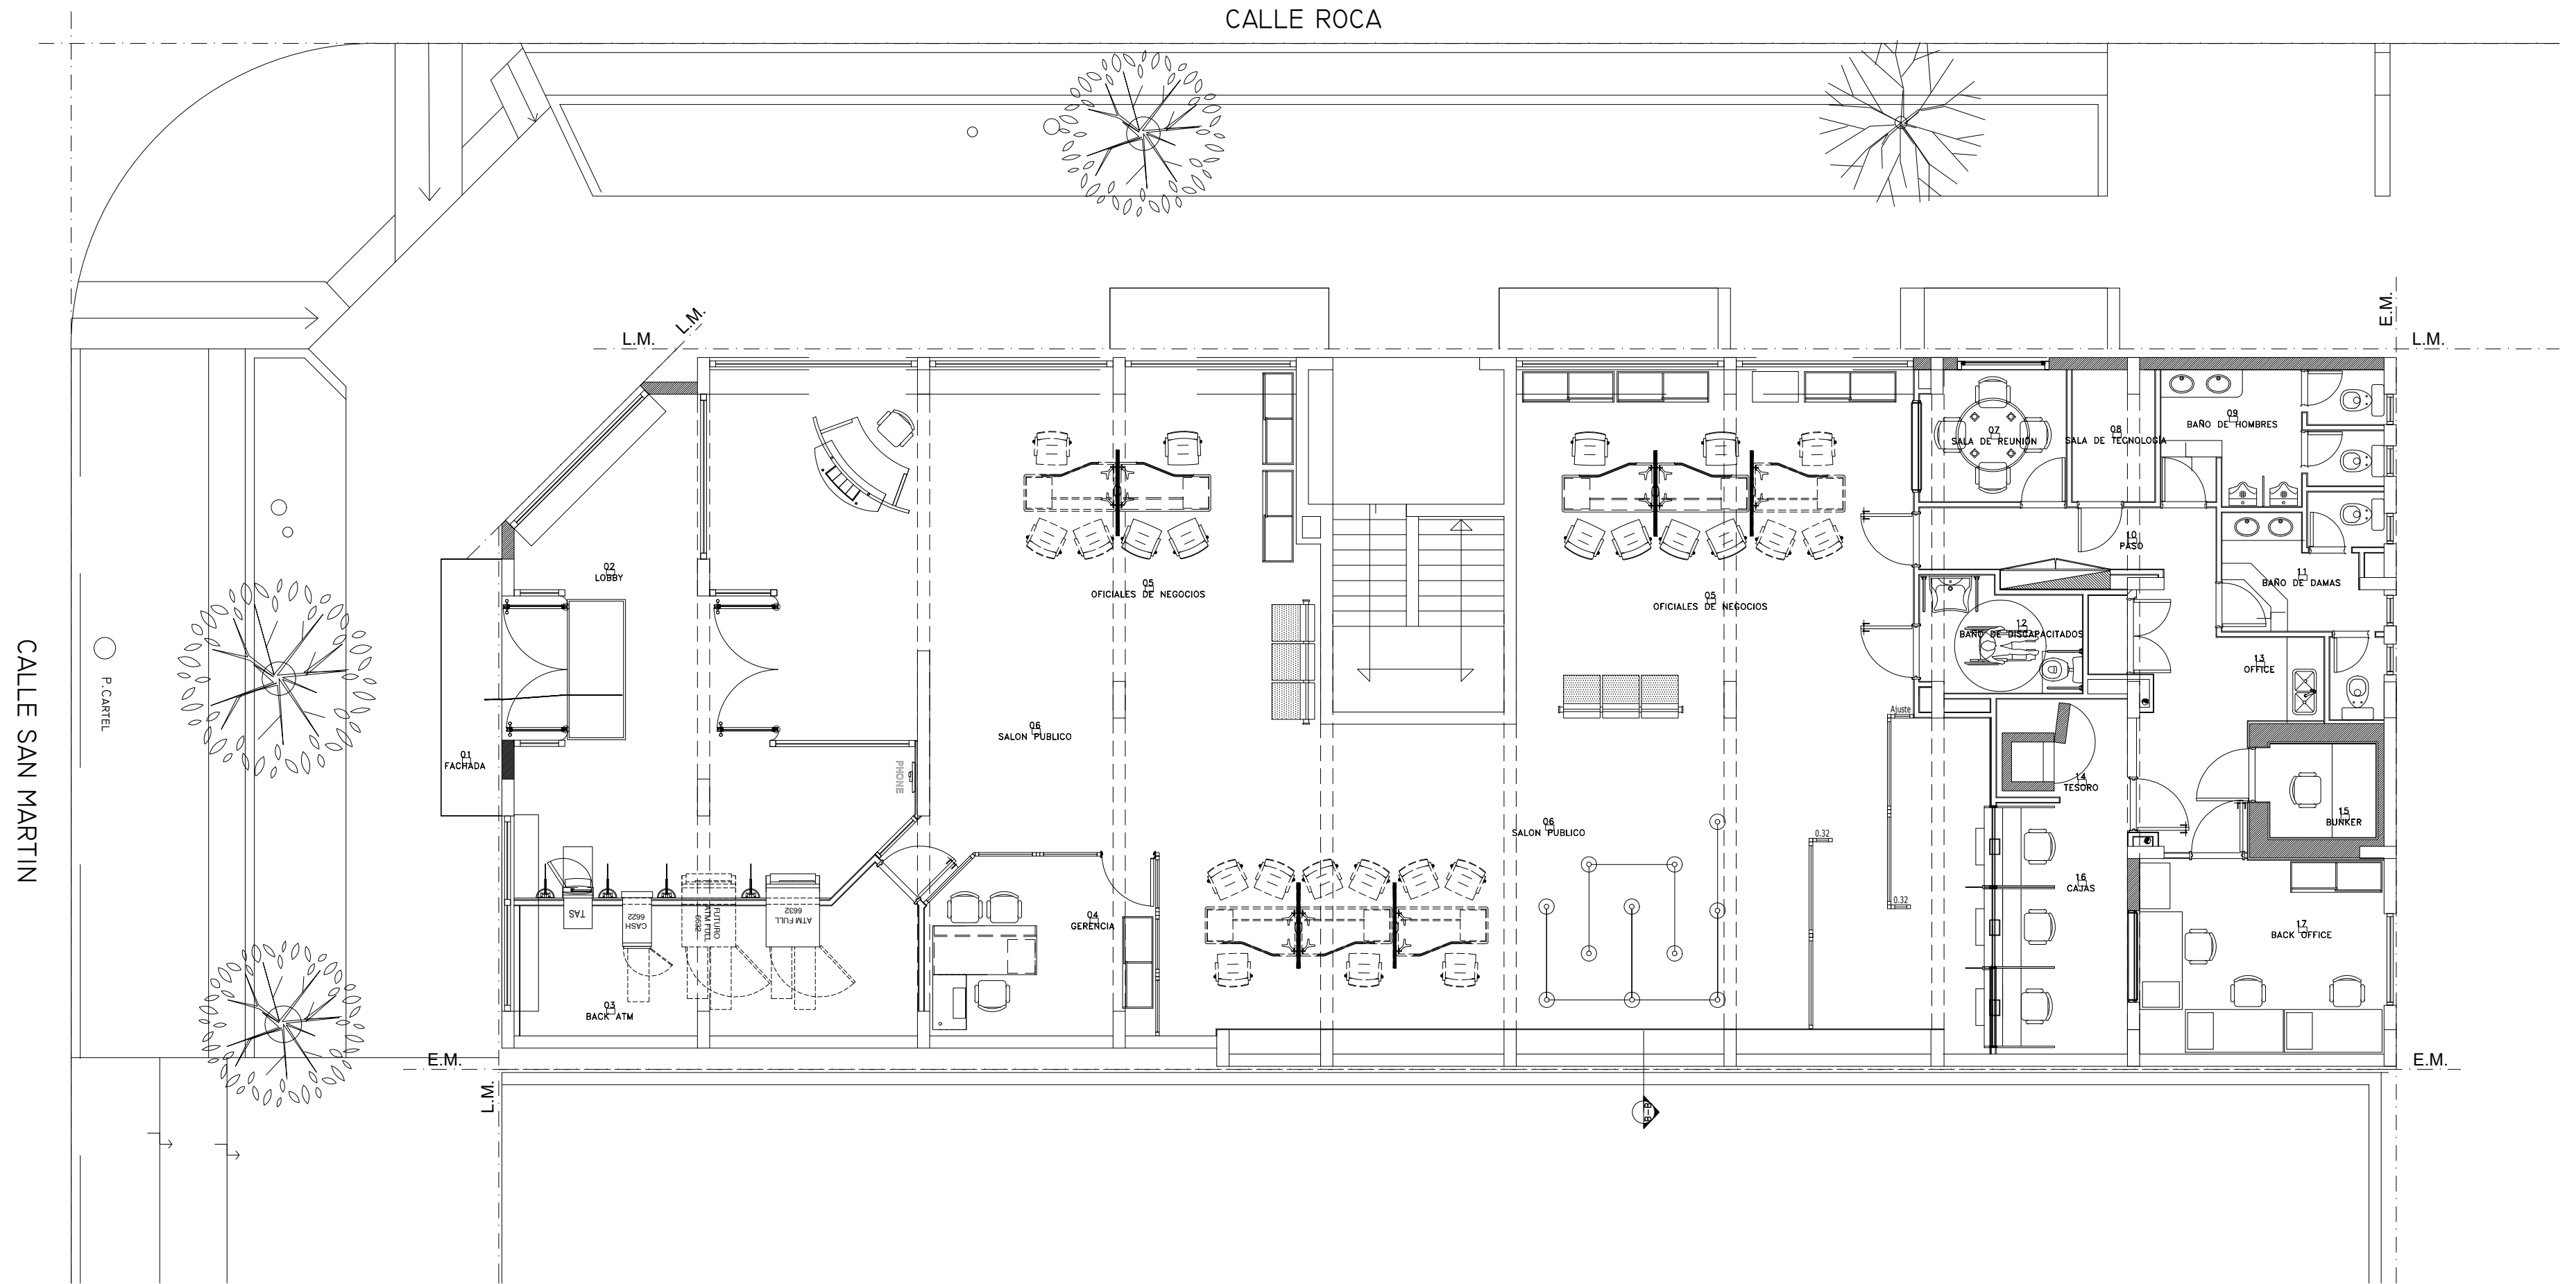 CALLE ROCA
L.M.
L.M.
E.M.
L.M.
07
SALA DE REUNIÓN
08
SALA DE TECNOLOGÍA
09
BAÑO DE HOMBRES
10
PASO
02
LOBBY
05
OFICIALES DE NEGOCIOS
05
OFICIALES DE NEGOCIOS
11
BAÑO DE DAMAS
12
BAÑO DE DISCAPACITADOS
13
OFFICE
CALLE SAN MARTIN
P.CARTEL
01
FACHADA
06
SALON PUBLICO
PHONE
Ajuste
14
TESORO
15
BUNKER
06
SALON PUBLICO
0.32
0.32
16
CAJAS
TAS
CASH
6622
FUTURO
ATM FULL
6632
ATM FULL
6632
04
GERENCIA
17
BACK OFFICE
03
BACK ATM
E.M.
E.M.
L.M.
B-B